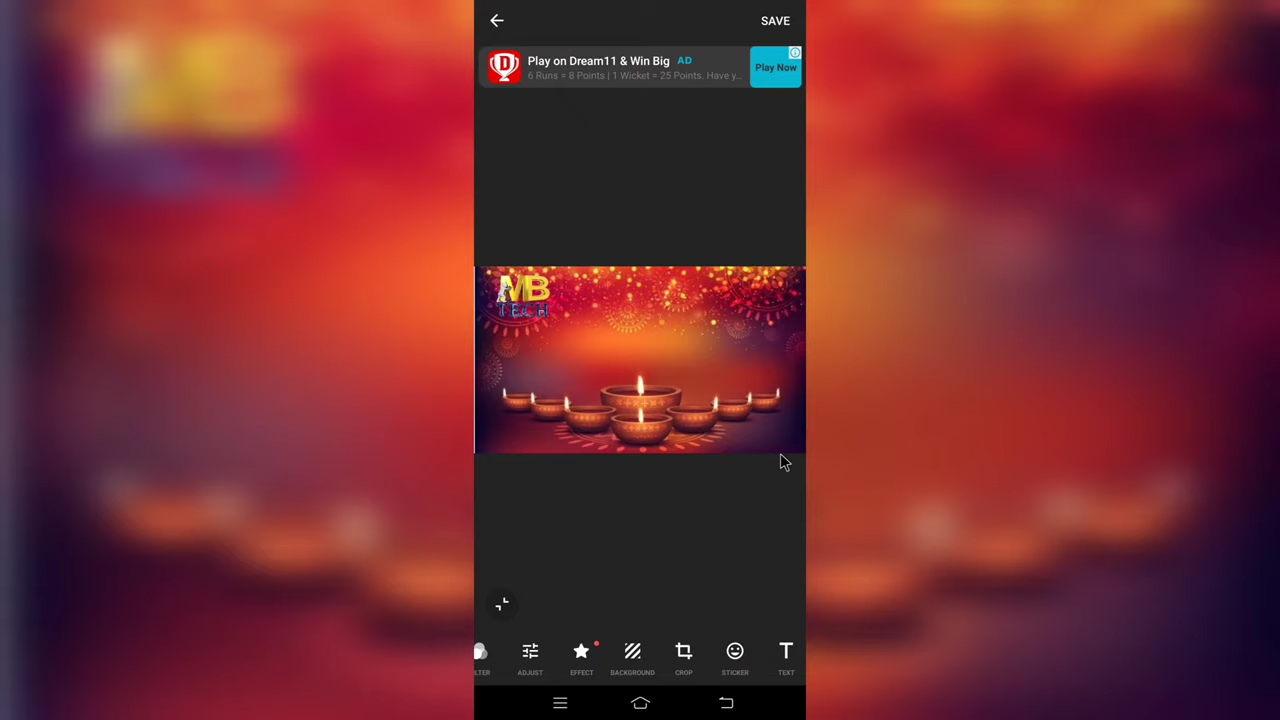 SAVE
Play on Dream11 & Win Big AD
6 Runs = 8 Points | 1 Wicket = 25 Points. Have y...
Play Now
MB
TECH
LTER ADJUST EFFECT BACKGROUND CROP STICKER TEXT